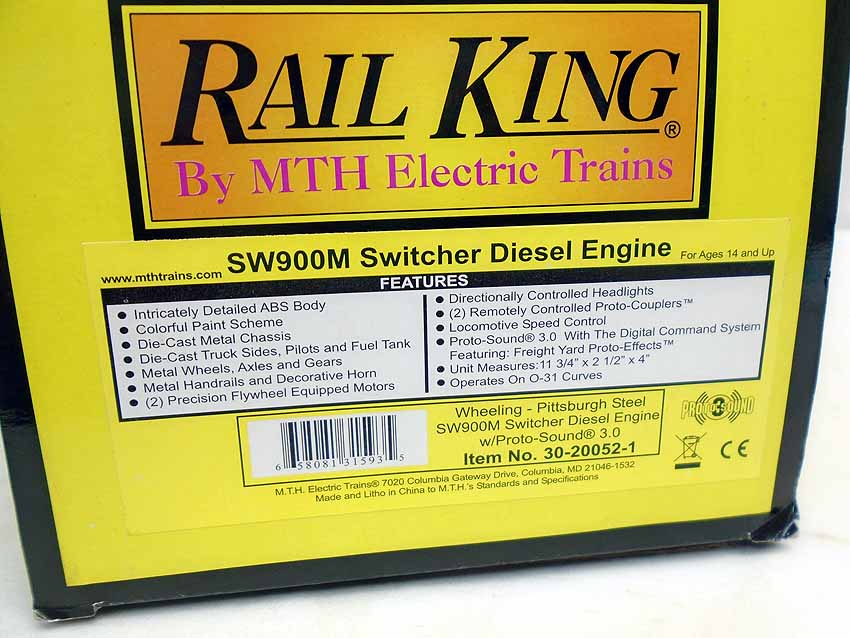 RAIL KING®
By MTH Electric Trains
www.mthtrains.com SW900M Switcher Diesel Engine For Ages 14 and Up
FEATURES
• Intricately Detailed ABS Body
• Colorful Paint Scheme
• Die-Cast Metal Chassis
• Die-Cast Truck Sides, Pilots and Fuel Tank
• Metal Wheels, Axles and Gears
• Metal Handrails and Decorative Horn
• (2) Precision Flywheel Equipped Motors
• Directionally Controlled Headlights
• (2) Remotely Controlled Proto-Couplers™
• Locomotive Speed Control
• Proto-Sound® 3.0 With The Digital Command System
Featuring: Freight Yard Proto-Effects™
• Unit Measures:11 3/4" x 2 1/2" x 4"
• Operates On O-31 Curves
6 58081 31593 5
Wheeling - Pittsburgh Steel
SW900M Switcher Diesel Engine
w/Proto-Sound® 3.0
Item No. 30-20052-1
PROTO 3 SOUND
CE
M.T.H. Electric Trains® 7020 Columbia Gateway Drive, Columbia, MD 21046-1532
Made and Litho in China to M.T.H.'s Standards and Specifications